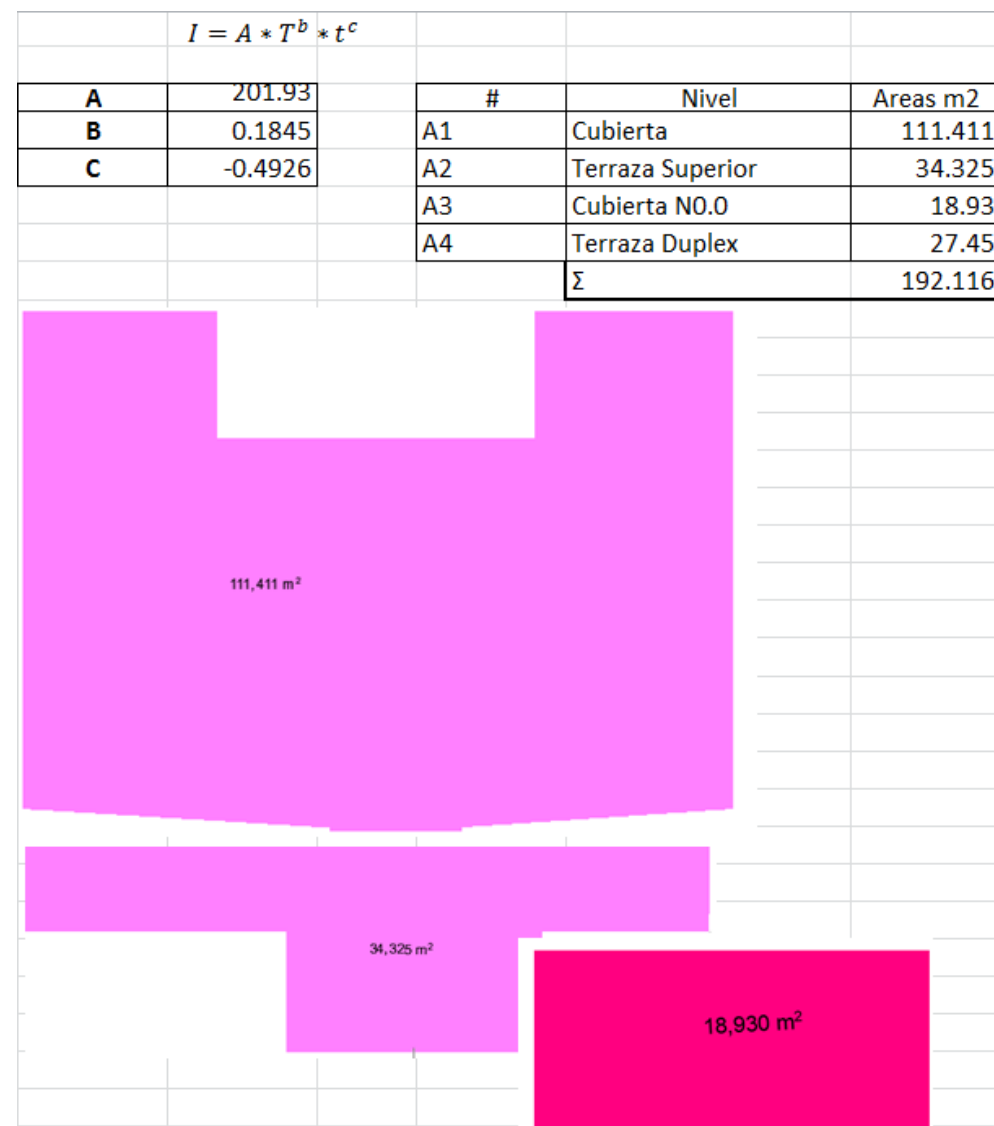 I = A * T^b * t^c
A 201.93 # Nivel Areas m2
B 0.1845 A1 Cubierta 111.411
C -0.4926 A2 Terraza Superior 34.325
A3 Cubierta N0.0 18.93
A4 Terraza Duplex 27.45
Σ 192.116
111,411 m²
34,325 m²
18,930 m²